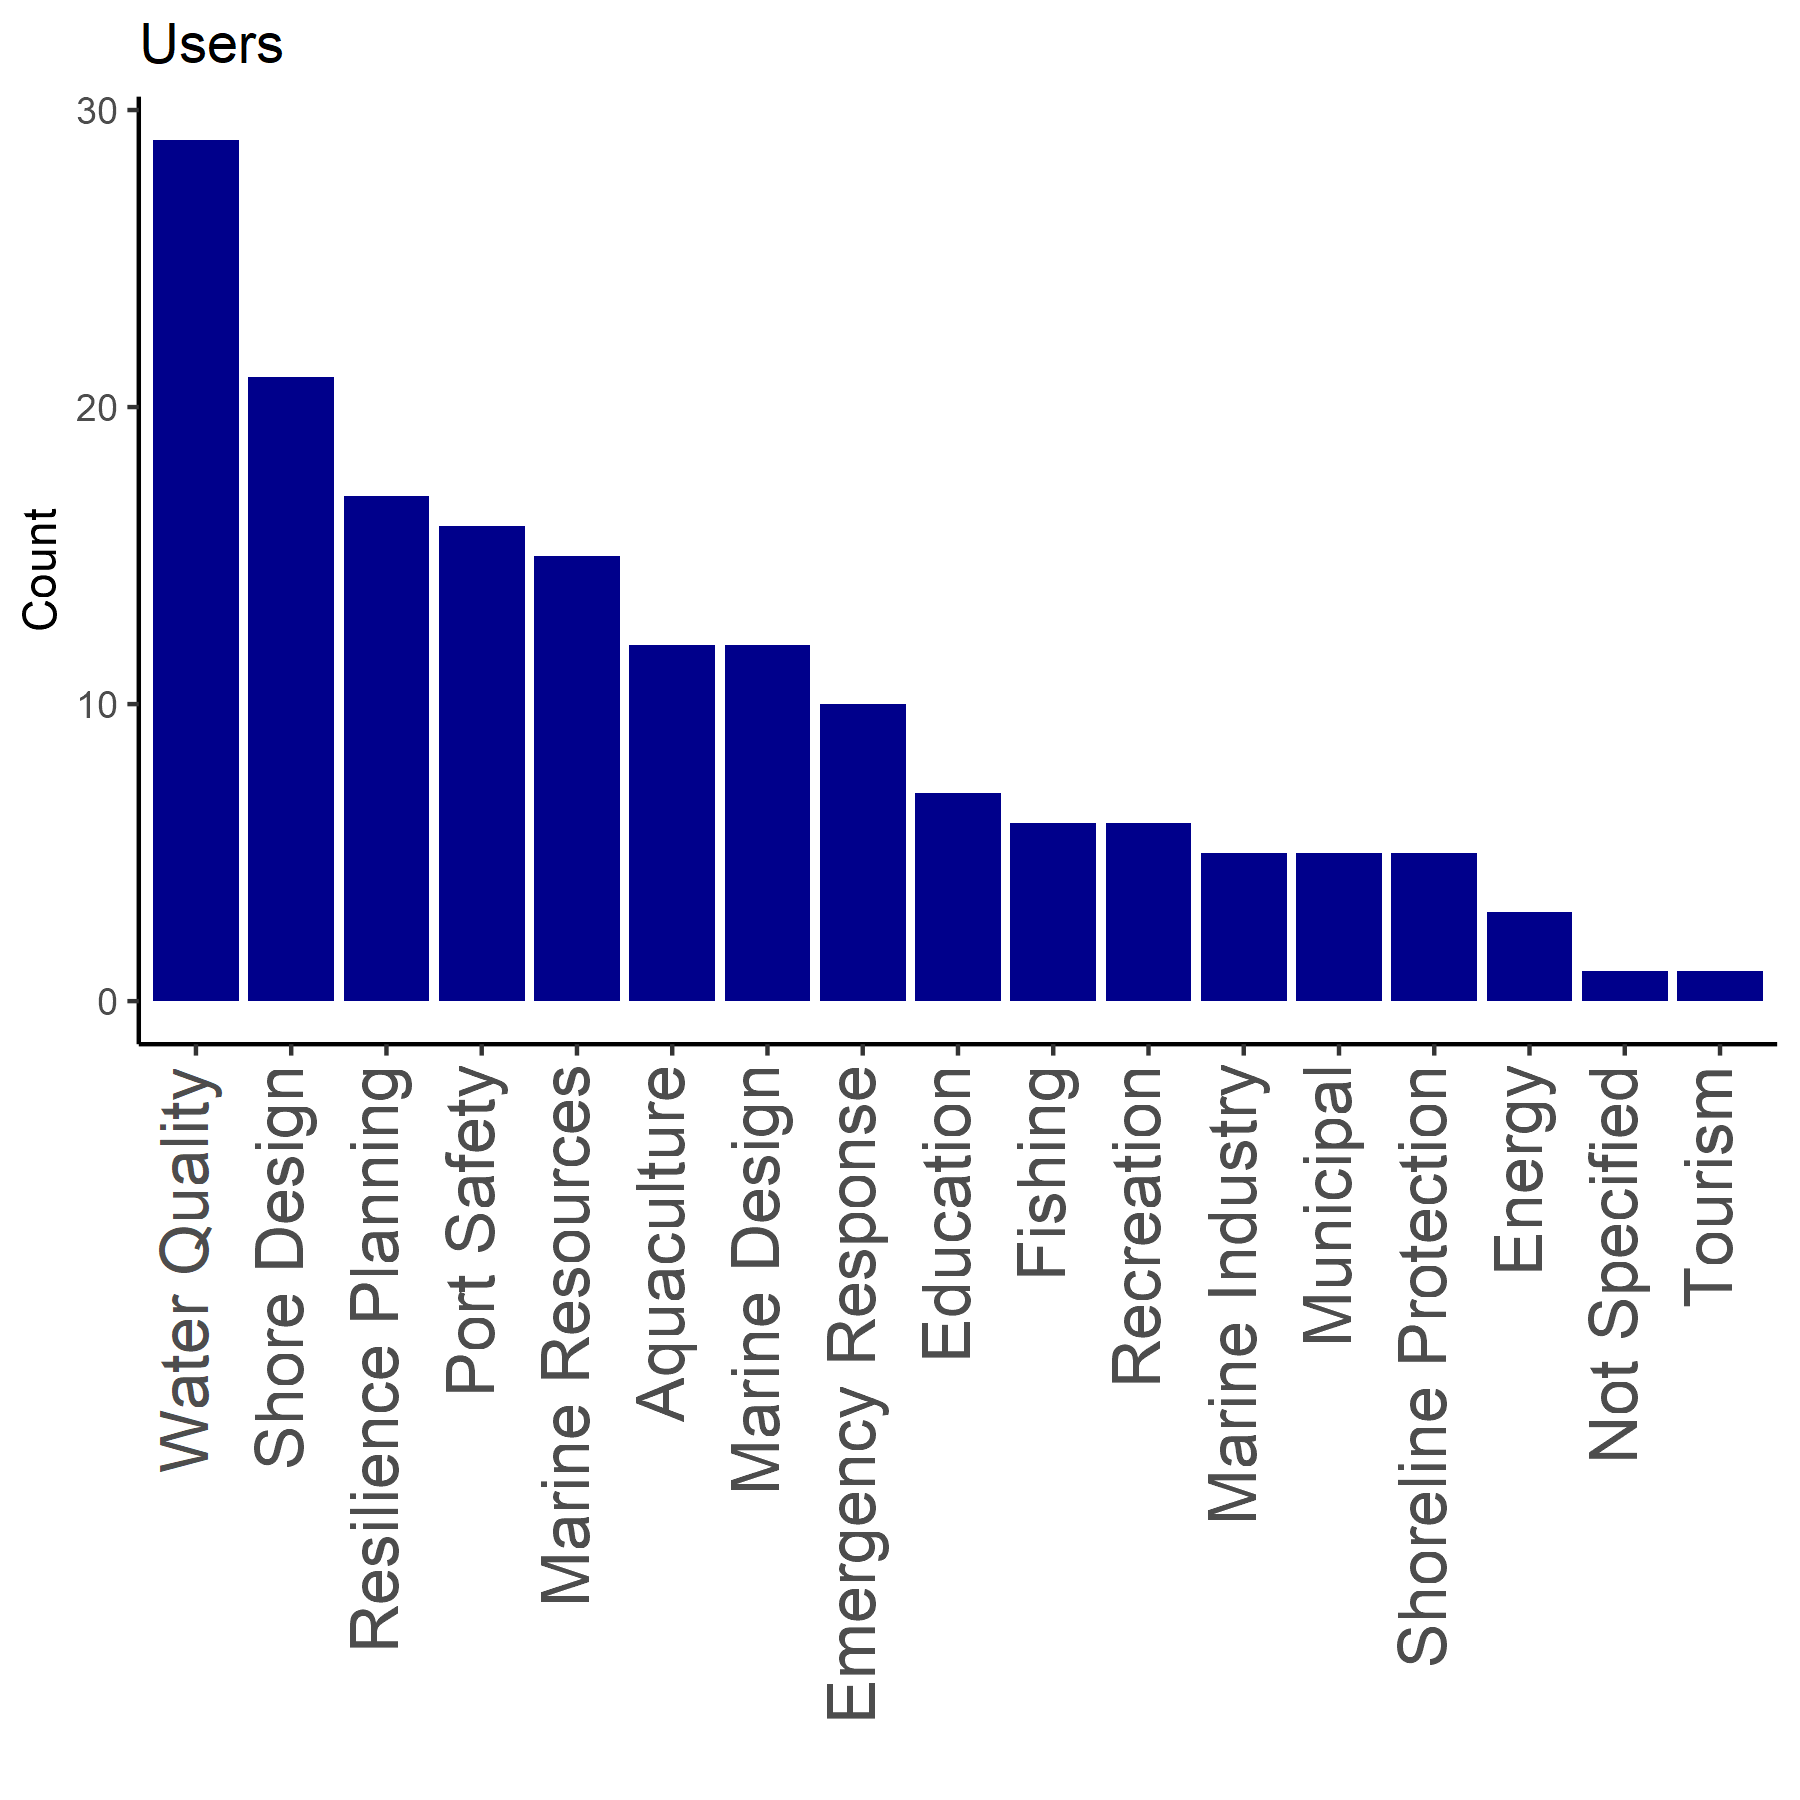 Users
Count
30
20
10
0
Water Quality
Shore Design
Resilience Planning
Port Safety
Marine Resources
Aquaculture
Marine Design
Emergency Response
Education
Fishing
Recreation
Marine Industry
Municipal
Shoreline Protection
Energy
Not Specified
Tourism